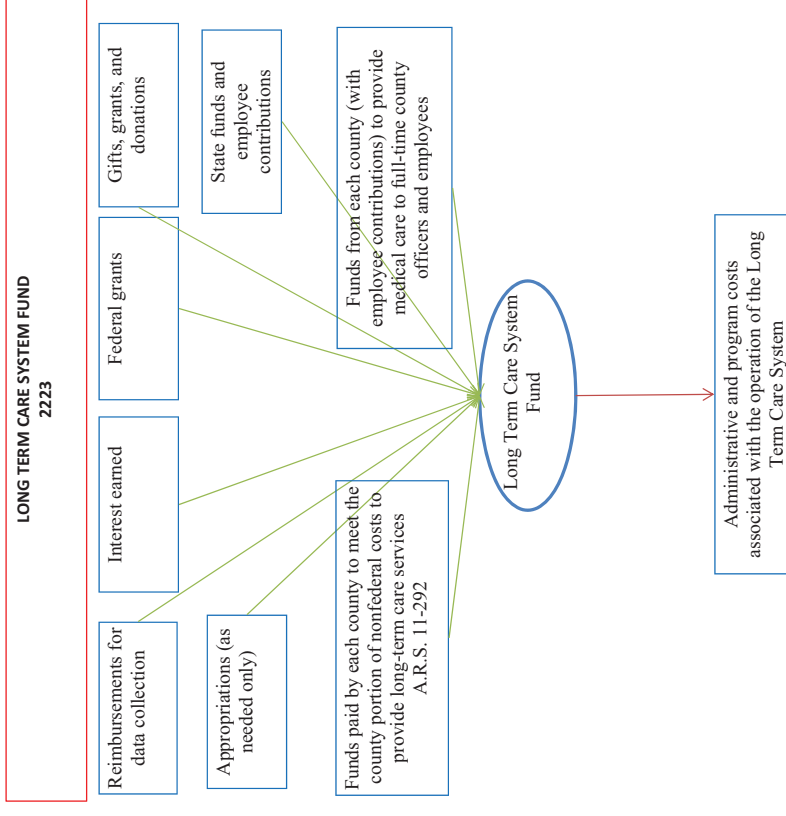 LONG TERM CARE SYSTEM FUND
2223
Reimbursements for
data collection
Interest earned
Federal grants
Gifts, grants, and
donations
Appropriations (as
needed only)
State funds and
employee
contributions
Funds paid by each county to meet the
county portion of nonfederal costs to
provide long-term care services
A.R.S. 11-292
Funds from each county (with
employee contributions) to provide
medical care to full-time county
officers and employees
Long Term Care System
Fund
Administrative and program costs
associated with the operation of the Long
Term Care System